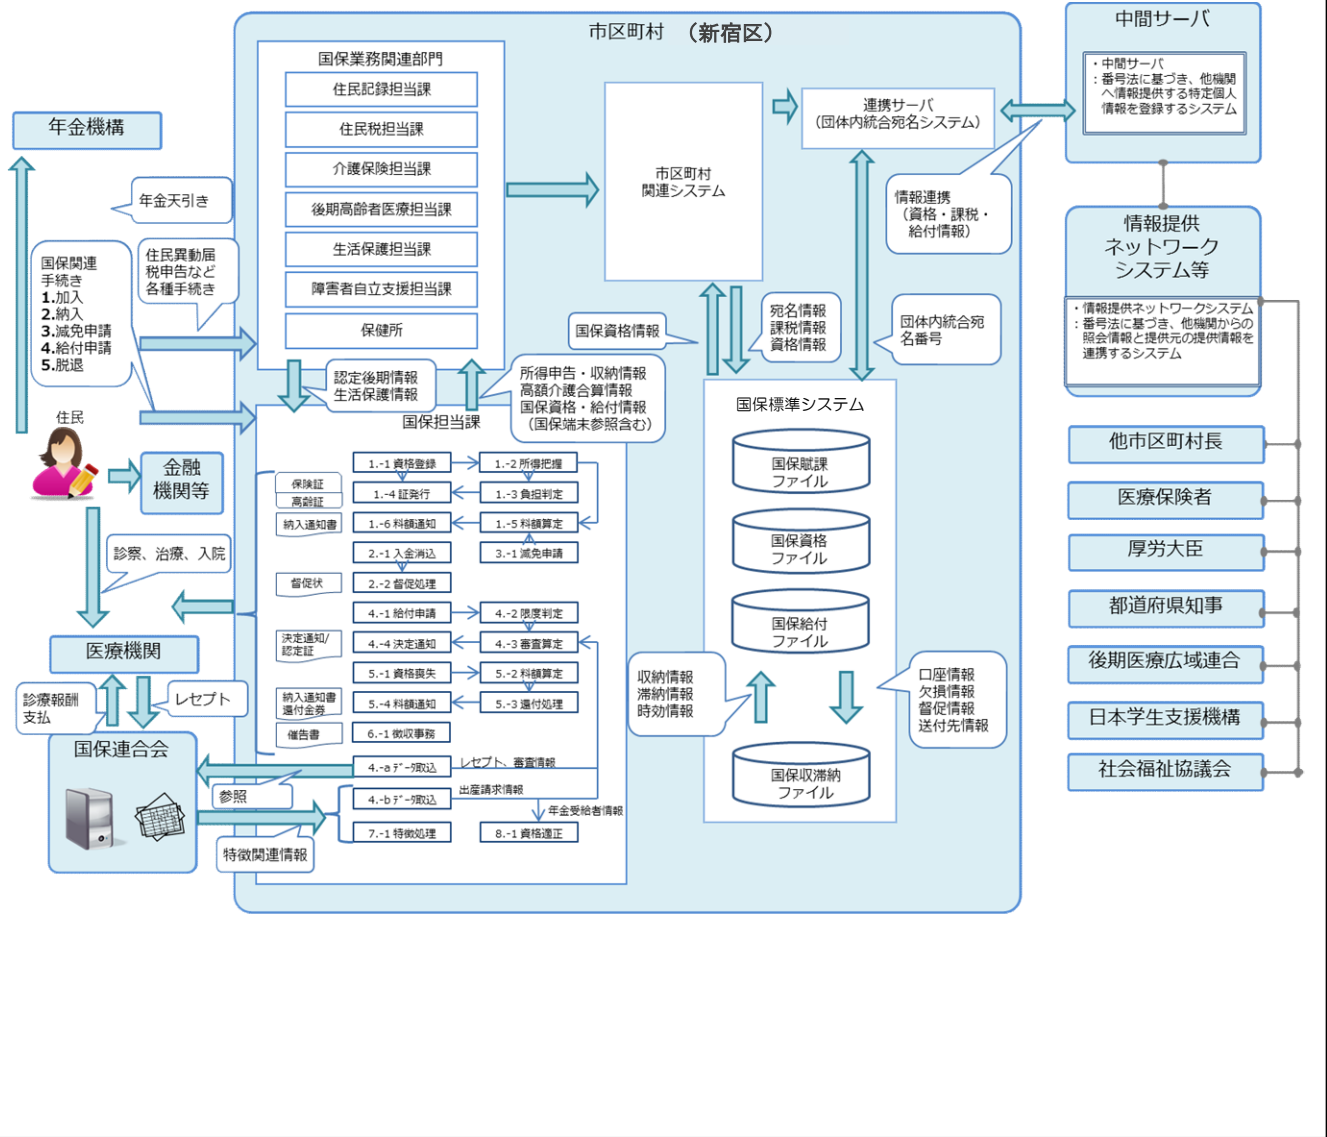 市区町村 （新宿区）
年金機構
年金天引き
国保関連
手続き
1.加入
2.納入
3.減免申請
4.給付申請
5.脱退
住民異動届
税申告など
各種手続き
住民
金融
機関等
診察、治療、入院
医療機関
診療報酬
支払
レセプト
国保連合会
参照
特徴関連情報
国保業務関連部門
住民記録担当課
住民税担当課
介護保険担当課
後期高齢者医療担当課
生活保護担当課
障害者自立支援担当課
保健所
認定後期情報
生活保護情報
所得申告・収納情報
高額介護合算情報
国保資格・給付情報
（国保端末参照含む）
国保担当課
保険証
高齢証
納入通知書
督促状
決定通知/
認定証
納入通知書
還付金券
催告書
1.-1 資格登録
1.-2 所得把握
1.-4 証発行
1.-3 負担判定
1.-6 料額通知
1.-5 料額算定
2.-1 入金消込
3.-1 減免申請
2.-2 督促処理
4.-1 給付申請
4.-2 限度判定
4.-4 決定通知
4.-3 審査算定
5.-1 資格喪失
5.-2 料額算定
5.-4 料額通知
5.-3 還付処理
6.-1 徴収事務
4.-a ﾃﾞｰﾀ取込
レセプト、審査情報
4.-b ﾃﾞｰﾀ取込
出産請求情報
年金受給者情報
7.-1 特徴処理
8.-1 資格適正
市区町村
関連システム
連携サーバ
（団体内統合宛名システム）
情報連携
（資格・課税・
給付情報）
国保資格情報
宛名情報
課税情報
資格情報
団体内統合宛
名番号
国保標準システム
国保賦課
ファイル
国保資格
ファイル
国保給付
ファイル
収納情報
滞納情報
時効情報
口座情報
欠損情報
督促情報
送付先情報
国保収滞納
ファイル
中間サーバ
・中間サーバ
：番号法に基づき、他機関
へ情報提供する特定個人
情報を登録するシステム
情報提供
ネットワーク
システム等
・情報提供ネットワークシステム
：番号法に基づき、他機関からの
照会情報と提供元の提供情報を
連携するシステム
他市区町村長
医療保険者
厚労大臣
都道府県知事
後期医療広域連合
日本学生支援機構
社会福祉協議会